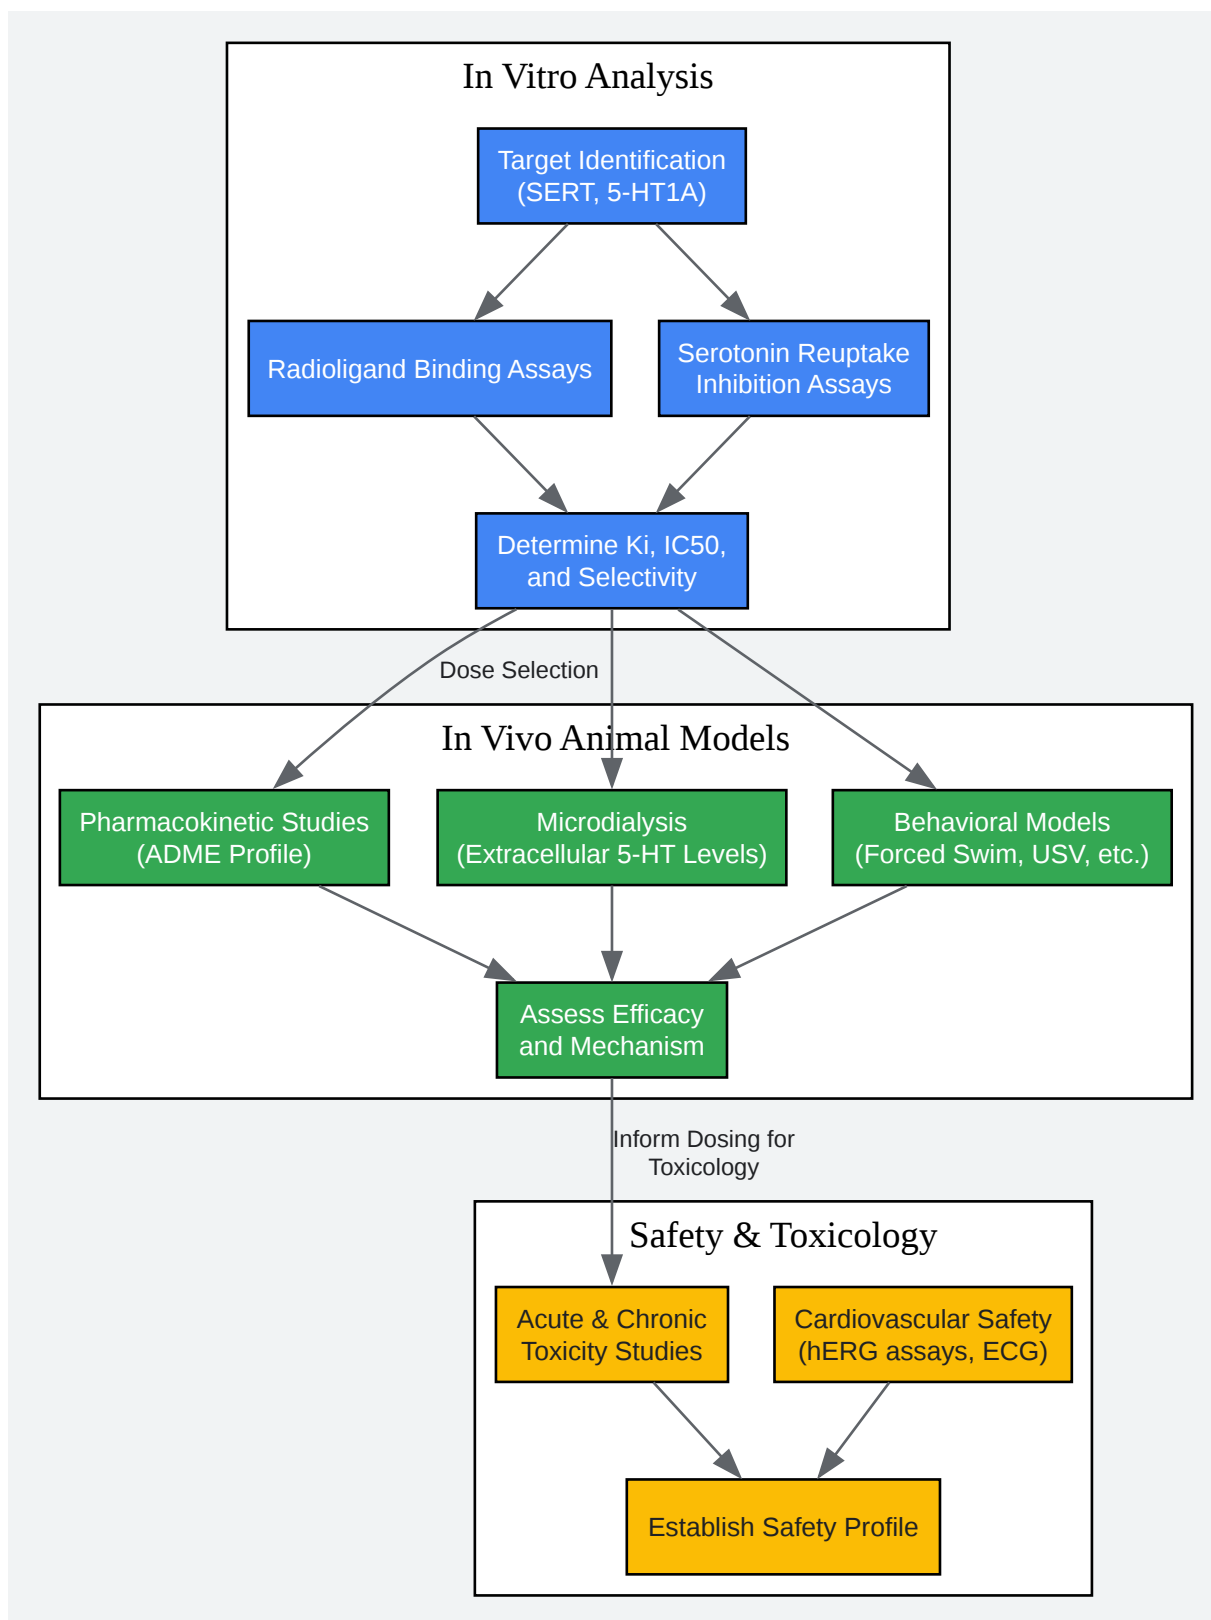 In Vitro Analysis
Target Identification
(SERT, 5-HT1A)
Radioligand Binding Assays
Serotonin Reuptake
Inhibition Assays
Determine Ki, IC50,
and Selectivity
Dose Selection
In Vivo Animal Models
Pharmacokinetic Studies
(ADME Profile)
Microdialysis
(Extracellular 5-HT Levels)
Behavioral Models
(Forced Swim, USV, etc.)
Assess Efficacy
and Mechanism
Inform Dosing for
Toxicology
Safety & Toxicology
Acute & Chronic
Toxicity Studies
Cardiovascular Safety
(hERG assays, ECG)
Establish Safety Profile